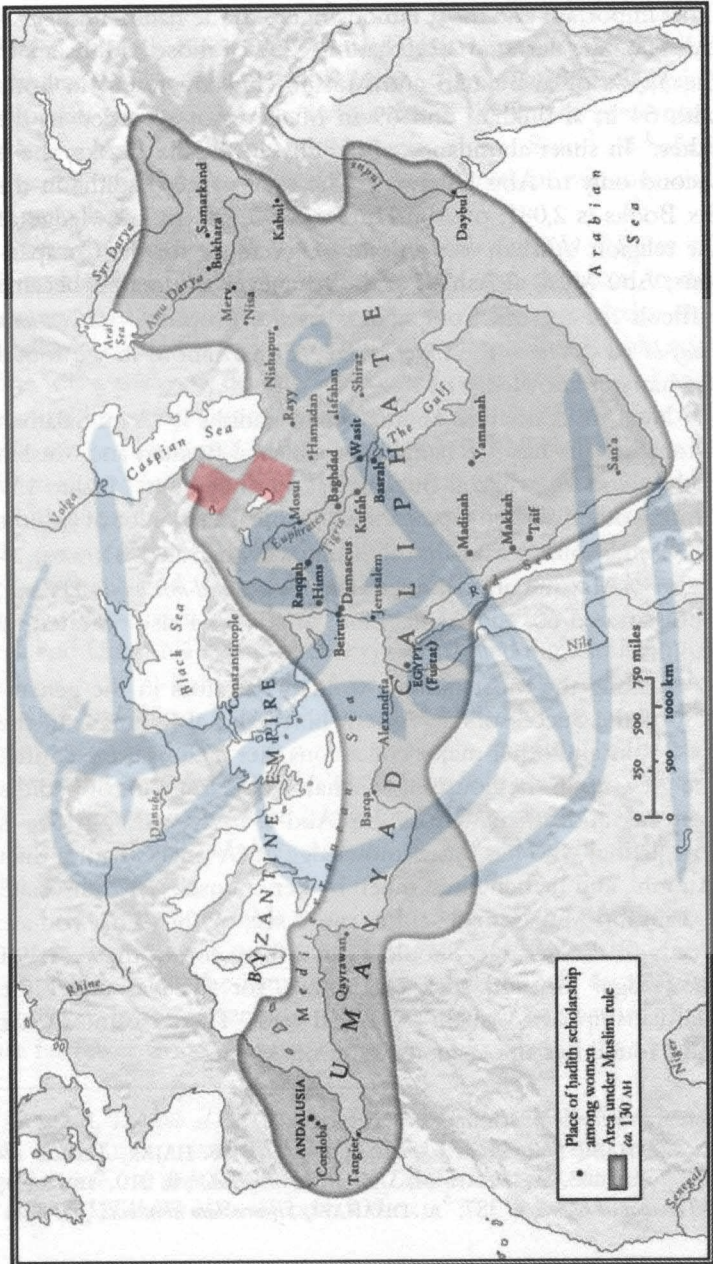 Aral Sea
Syr Darya
Amu Darya
Samarkand
Bukhara
Merv
Nisa
Kabul
Nishapur
Indus
Daybul
Arabian Sea
Volga
Caspian Sea
Rayy
Hamadan
Isfahan
Shiraz
Mosul
Baghdad
Wasit
Kufah
Basrah
The Gulf
Euphrates
Tigris
Raqqah
Hims
Damascus
Beirut
Jerusalem
Yamamah
Madinah
Makkah
Taif
San'a
Red Sea
Nile
Black Sea
Constantinople
Danube
Rhine
BYZANTINE EMPIRE
Mediterranean Sea
Alexandria
EGYPT
(Fustat)
Barqa
Qayrawan
UMAYYAD CALIPHATE
ANDALUSIA
Cordoba
Tangier
Niger
Senegal
0 250 500 750 miles
0 500 1000 km
Place of ḥadīth scholarship
among women
Area under Muslim rule
ca. 130 AH